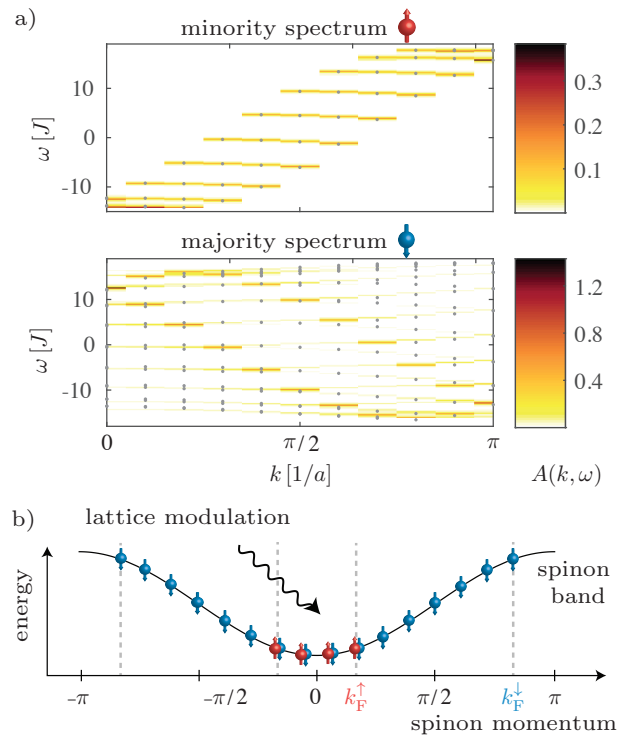 a)
minority spectrum
ω [J]
10
0
-10
0.3
0.2
0.1
majority spectrum
ω [J]
10
0
-10
1.2
0.8
0.4
0
π/2
π
k [1/a]
A(k, ω)
b)
lattice modulation
energy
spinon
band
−π
−π/2
0
k_F^↑
π/2
k_F^↓
π
spinon momentum